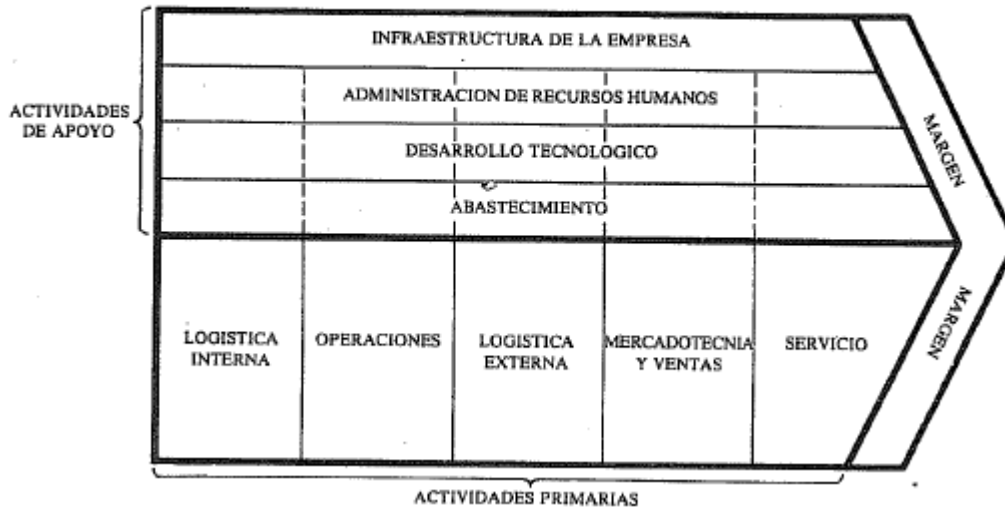 INFRAESTRUCTURA DE LA EMPRESA
ADMINISTRACION DE RECURSOS HUMANOS
ACTIVIDADES
DE APOYO
DESARROLLO TECNOLOGICO
ABASTECIMIENTO
MARGEN
LOGISTICA
INTERNA
OPERACIONES
LOGISTICA
EXTERNA
MERCADOTECNIA
Y VENTAS
SERVICIO
MARGEN
ACTIVIDADES PRIMARIAS